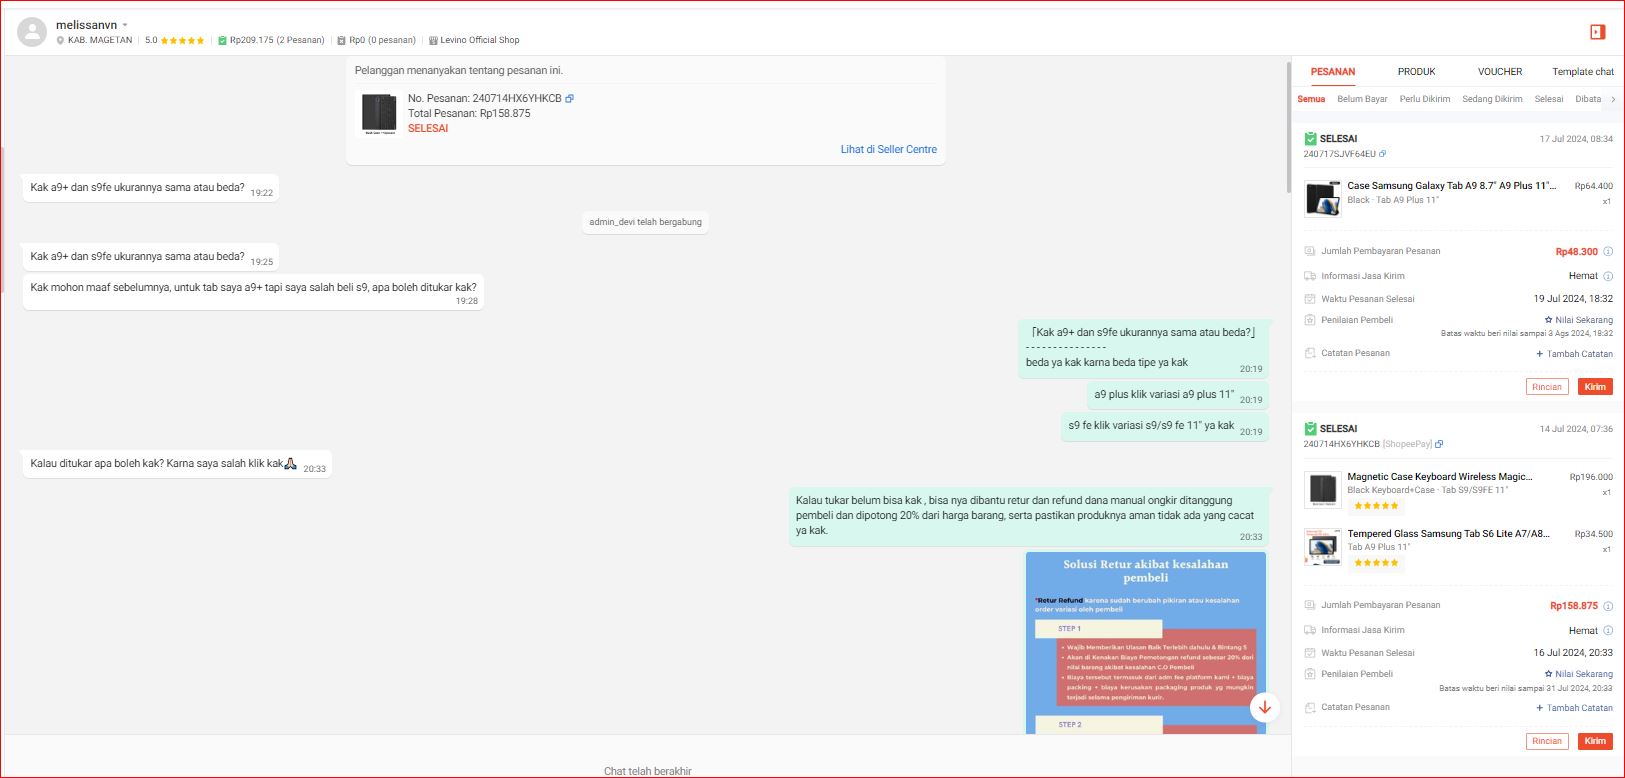 melissanvn
KAB. MAGETAN
5.0
Rp209.175 (2 Pesanan)
Rp0 (0 pesanan)
Levino Official Shop
Pelanggan menanyakan tentang pesanan ini.
No. Pesanan: 240714HX6YHKCB
Total Pesanan: Rp158.875
SELESAI
Lihat di Seller Centre
Kak a9+ dan s9fe ukurannya sama atau beda? 19:22
admin_devi telah bergabung
Kak a9+ dan s9fe ukurannya sama atau beda? 19:25
Kak mohon maaf sebelumnya, untuk tab saya a9+ tapi saya salah beli s9, apa boleh ditukar kak?
19:28
「Kak a9+ dan s9fe ukurannya sama atau beda?」
- - - - - - - - - - - - - - -
beda ya kak karna beda tipe ya kak
20:19
a9 plus klik variasi a9 plus 11" 20:19
s9 fe klik variasi s9/s9 fe 11" ya kak 20:19
Kalau ditukar apa boleh kak? Karna saya salah klik kak🙏🏻 20:33
Kalau tukar belum bisa kak , bisa nya dibantu retur dan refund dana manual ongkir ditanggung
pembeli dan dipotong 20% dari harga barang, serta pastikan produknya aman tidak ada yang cacat
ya kak.
20:33
Solusi Retur akibat kesalahan
pembeli
*Retur Refund karena sudah berubah pikiran atau kesalahan
order variasi oleh pembeli
STEP 1
• Wajib Memberikan Ulasan Baik Terlebih dahulu & Bintang 5
• Akan di Kenakan Biaya Pemotongan refund sebesar 20% dari
nilai barang akibat kesalahan C.O Pembeli
• Biaya tersebut termasuk dari adm fee platform kami + biaya
packing + biaya kerusakan packaging produk yg mungkin
terjadi selama pengiriman kurir.
STEP 2
Chat telah berakhir
PESANAN
PRODUK
VOUCHER
Template chat
Semua
Belum Bayar
Perlu Dikirim
Sedang Dikirim
Selesai
Dibata
SELESAI
17 Jul 2024, 08:34
240717SJVF64EU
Case Samsung Galaxy Tab A9 8.7" A9 Plus 11"... Rp64.400
Black · Tab A9 Plus 11" x1
Jumlah Pembayaran Pesanan Rp48.300
Informasi Jasa Kirim Hemat
Waktu Pesanan Selesai 19 Jul 2024, 18:32
Penilaian Pembeli Nilai Sekarang
Batas waktu beri nilai sampai 3 Ags 2024, 18:32
Catatan Pesanan + Tambah Catatan
Rincian
Kirim
SELESAI
14 Jul 2024, 07:36
240714HX6YHKCB [ShopeePay]
Magnetic Case Keyboard Wireless Magic... Rp196.000
Black Keyboard+Case · Tab S9/S9FE 11" x1
Tempered Glass Samsung Tab S6 Lite A7/A8... Rp34.500
Tab A9 Plus 11" x1
Jumlah Pembayaran Pesanan Rp158.875
Informasi Jasa Kirim Hemat
Waktu Pesanan Selesai 16 Jul 2024, 20:33
Penilaian Pembeli Nilai Sekarang
Batas waktu beri nilai sampai 31 Jul 2024, 20:33
Catatan Pesanan + Tambah Catatan
Rincian
Kirim